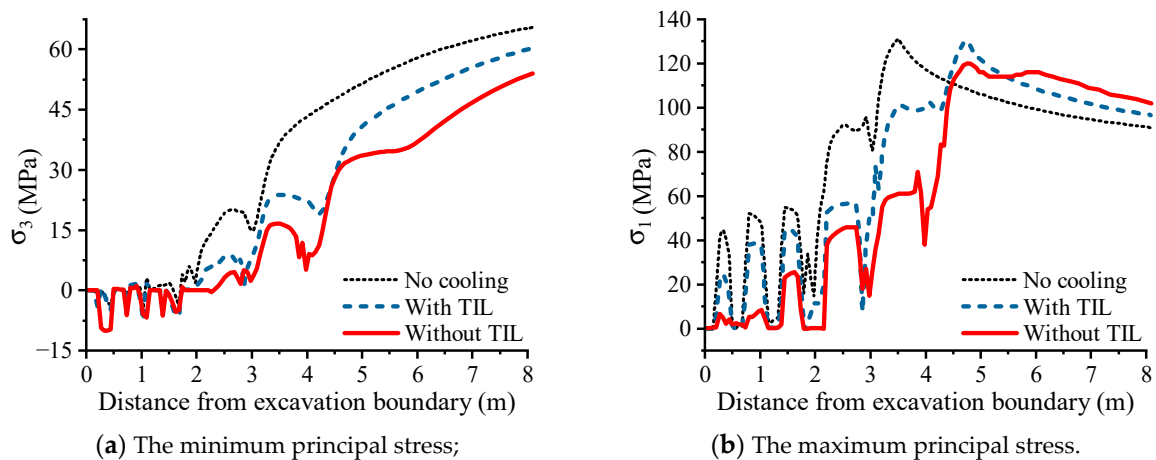 60
45
30
15
0
−15
σ3 (MPa)
No cooling
With TIL
Without TIL
0 1 2 3 4 5 6 7 8
Distance from excavation boundary (m)
(a) The minimum principal stress;
140
120
100
80
60
40
20
0
σ1 (MPa)
No cooling
With TIL
Without TIL
0 1 2 3 4 5 6 7 8
Distance from excavation boundary (m)
(b) The maximum principal stress.